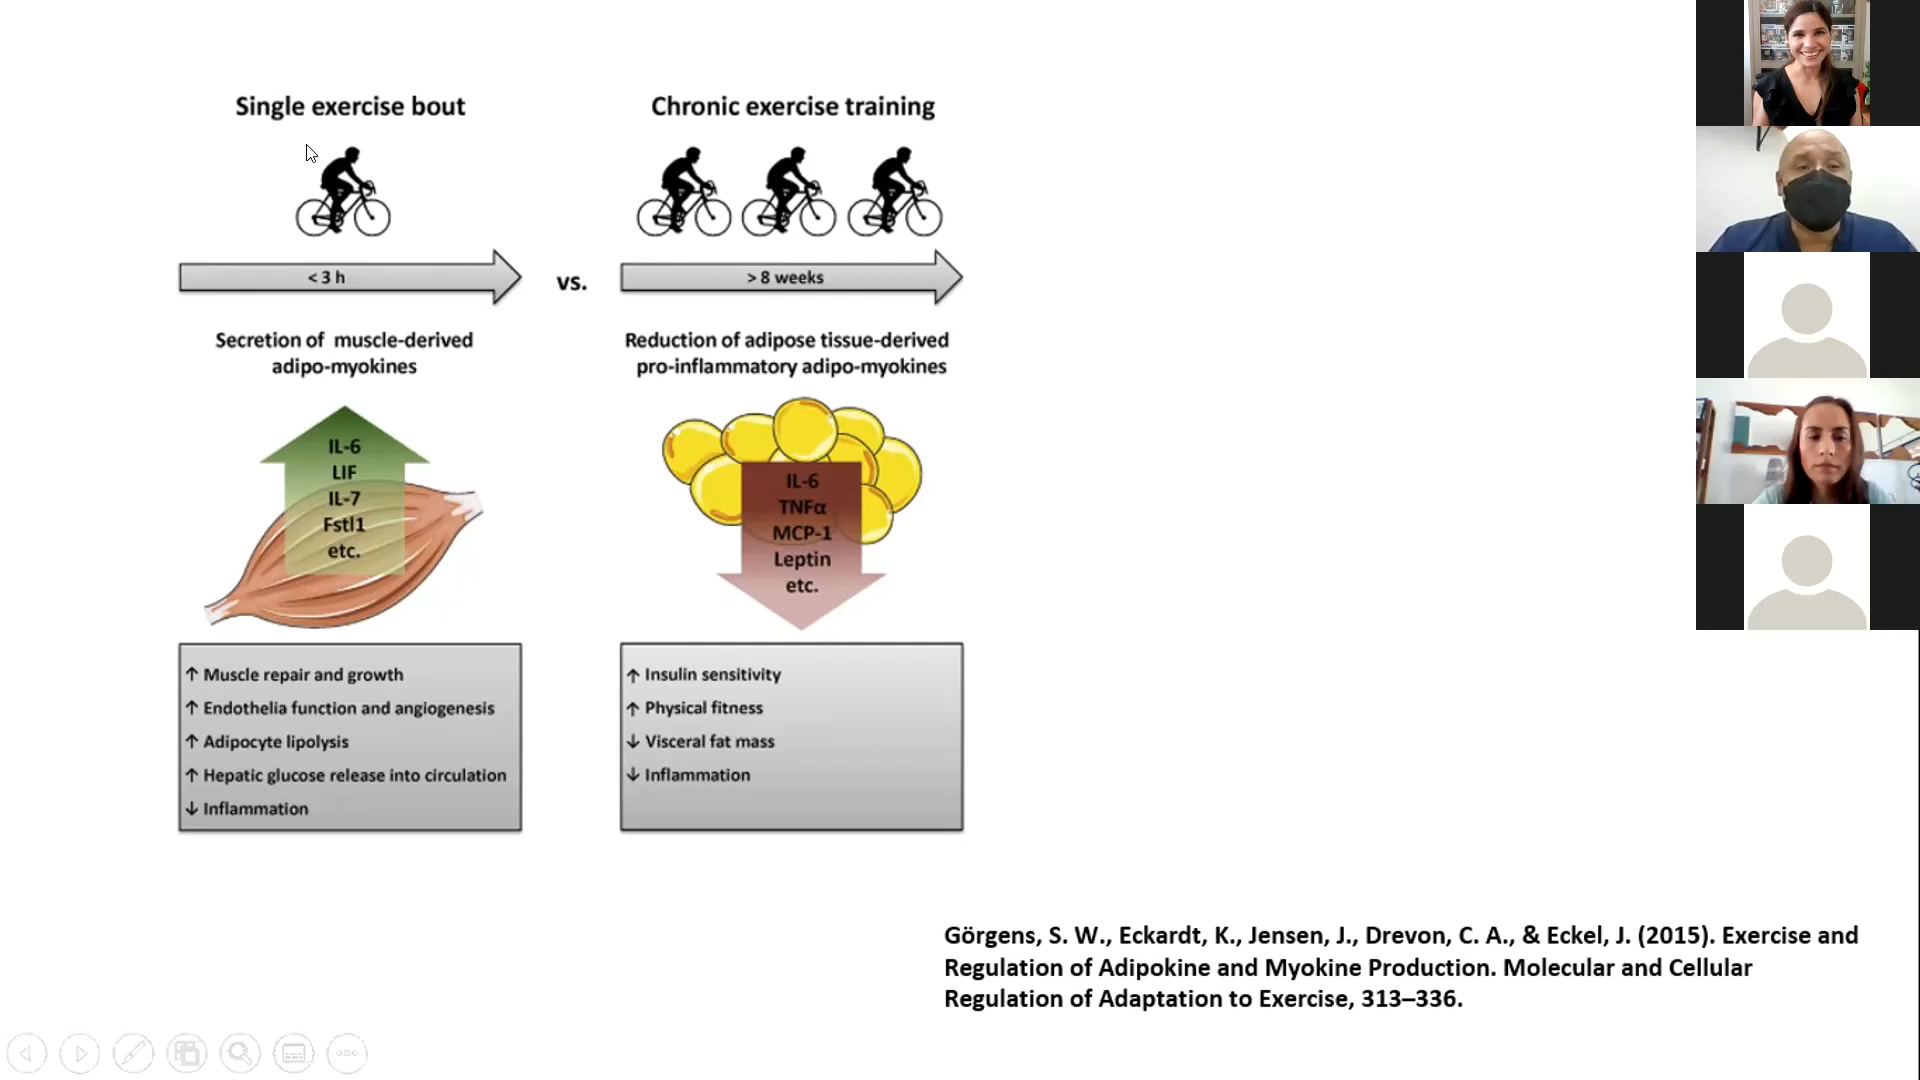 Single exercise bout
< 3 h
Secretion of muscle-derived
adipo-myokines
IL-6
LIF
IL-7
Fstl1
etc.
↑ Muscle repair and growth
↑ Endothelia function and angiogenesis
↑ Adipocyte lipolysis
↑ Hepatic glucose release into circulation
↓ Inflammation
vs.
Chronic exercise training
> 8 weeks
Reduction of adipose tissue-derived
pro-inflammatory adipo-myokines
IL-6
TNFα
MCP-1
Leptin
etc.
↑ Insulin sensitivity
↑ Physical fitness
↓ Visceral fat mass
↓ Inflammation
Görgens, S. W., Eckardt, K., Jensen, J., Drevon, C. A., & Eckel, J. (2015). Exercise and
Regulation of Adipokine and Myokine Production. Molecular and Cellular
Regulation of Adaptation to Exercise, 313–336.